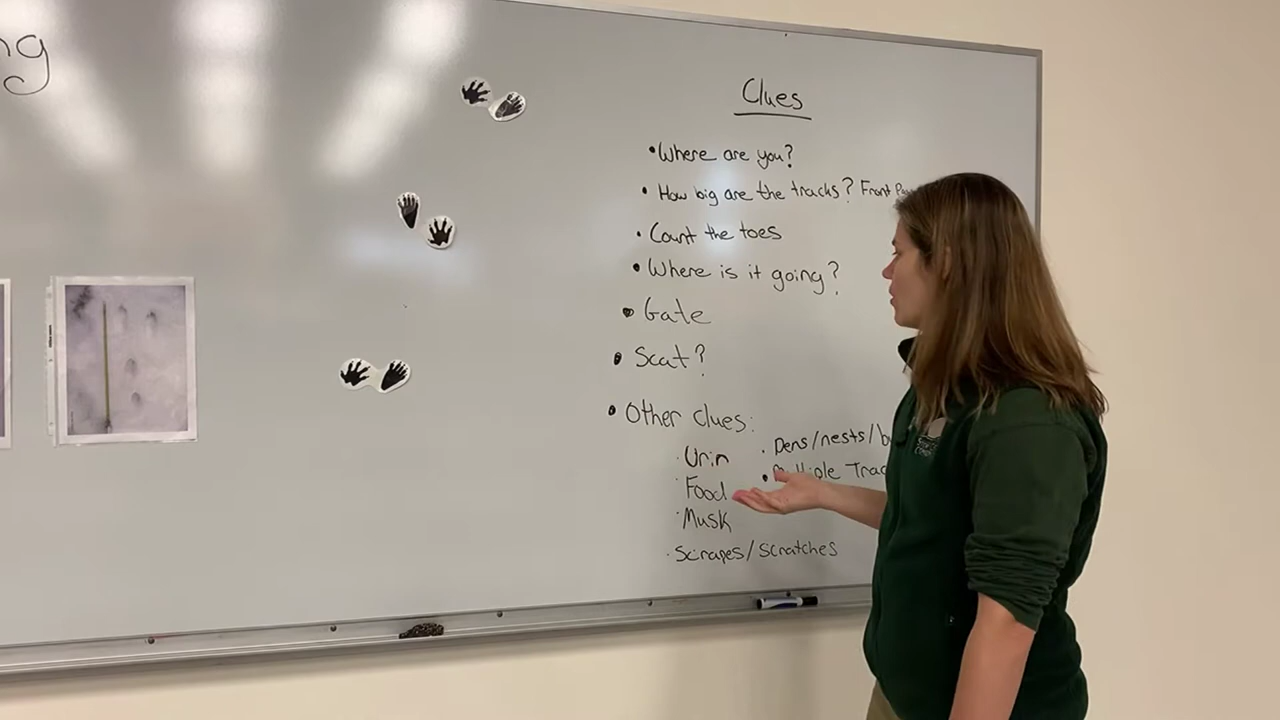 Clues
• Where are you?
• How big are the tracks? Front
• Count the toes
• Where is it going?
• Gate
• Scat?
• Other clues:
· Urin
· Dens/nests/
· Food
• Multiple
· Musk
· Scrapes/scratches